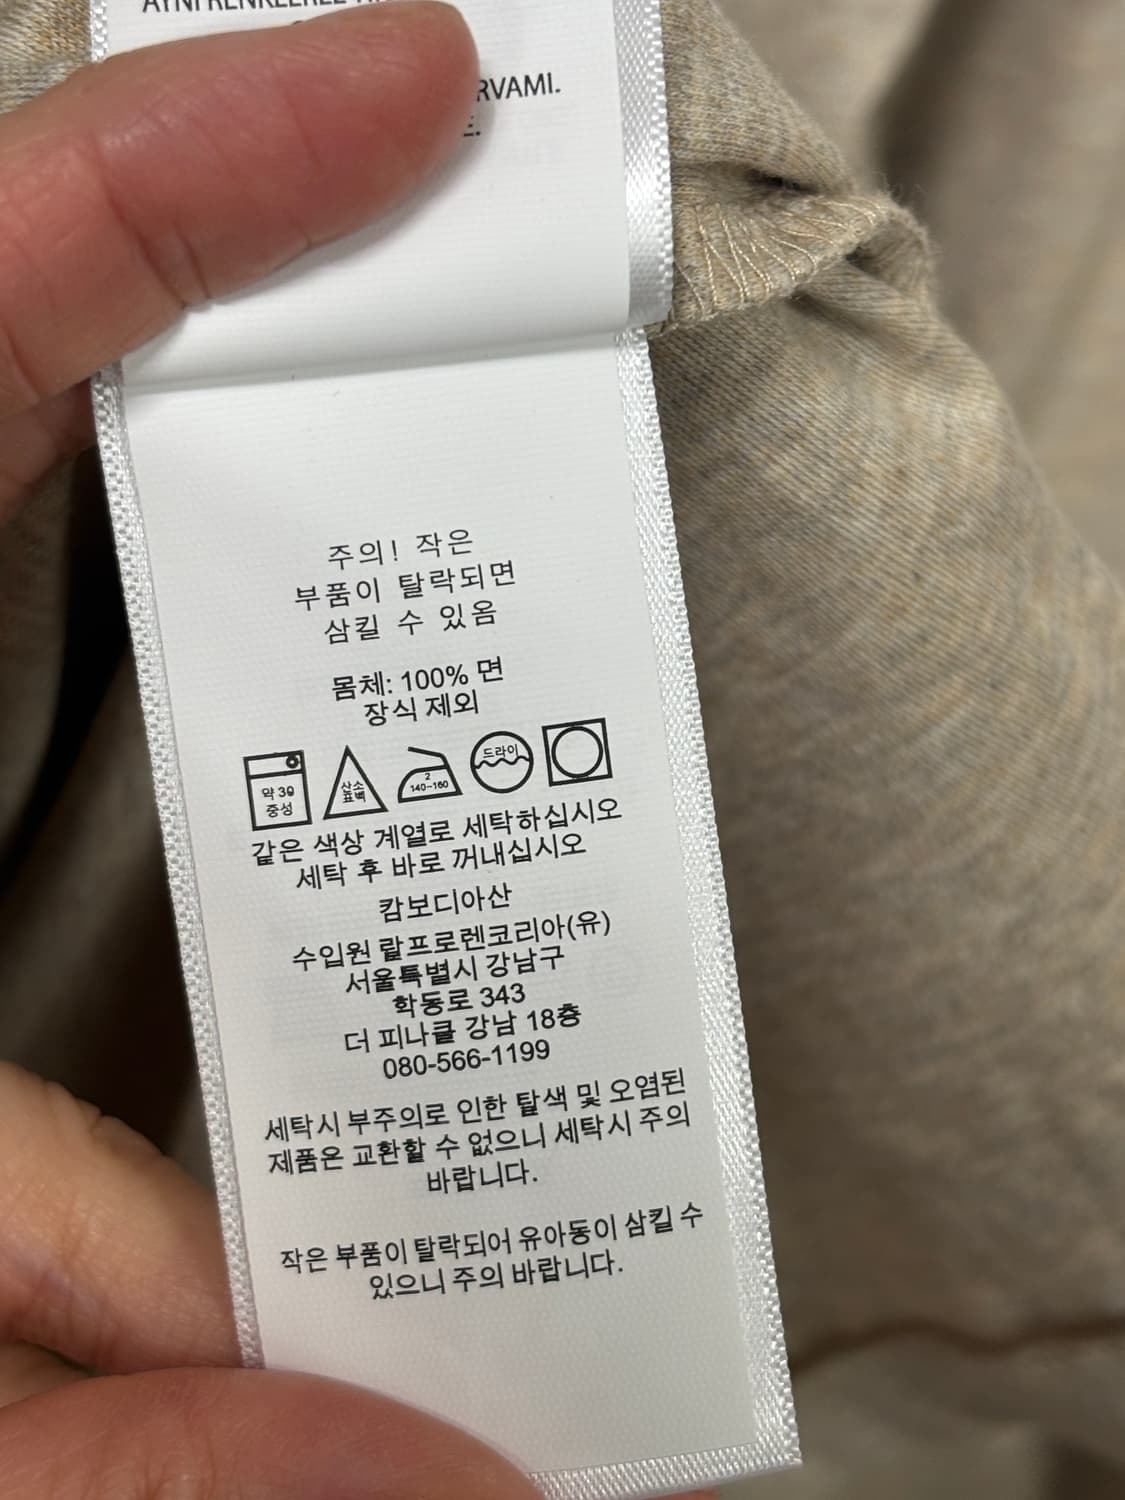 RVAMI.
E.
주의! 작은
부품이 탈락되면
삼킬 수 있음
몸체: 100% 면
장식 제외
약 30
중성
산소
표백
2
140~160
드라이
같은 색상 계열로 세탁하십시오
세탁 후 바로 꺼내십시오
캄보디아산
수입원 랄프로렌코리아(유)
서울특별시 강남구
학동로 343
더 피나클 강남 18층
080-566-1199
세탁시 부주의로 인한 탈색 및 오염된
제품은 교환할 수 없으니 세탁시 주의
바랍니다.
작은 부품이 탈락되어 유아동이 삼킬 수
있으니 주의 바랍니다.